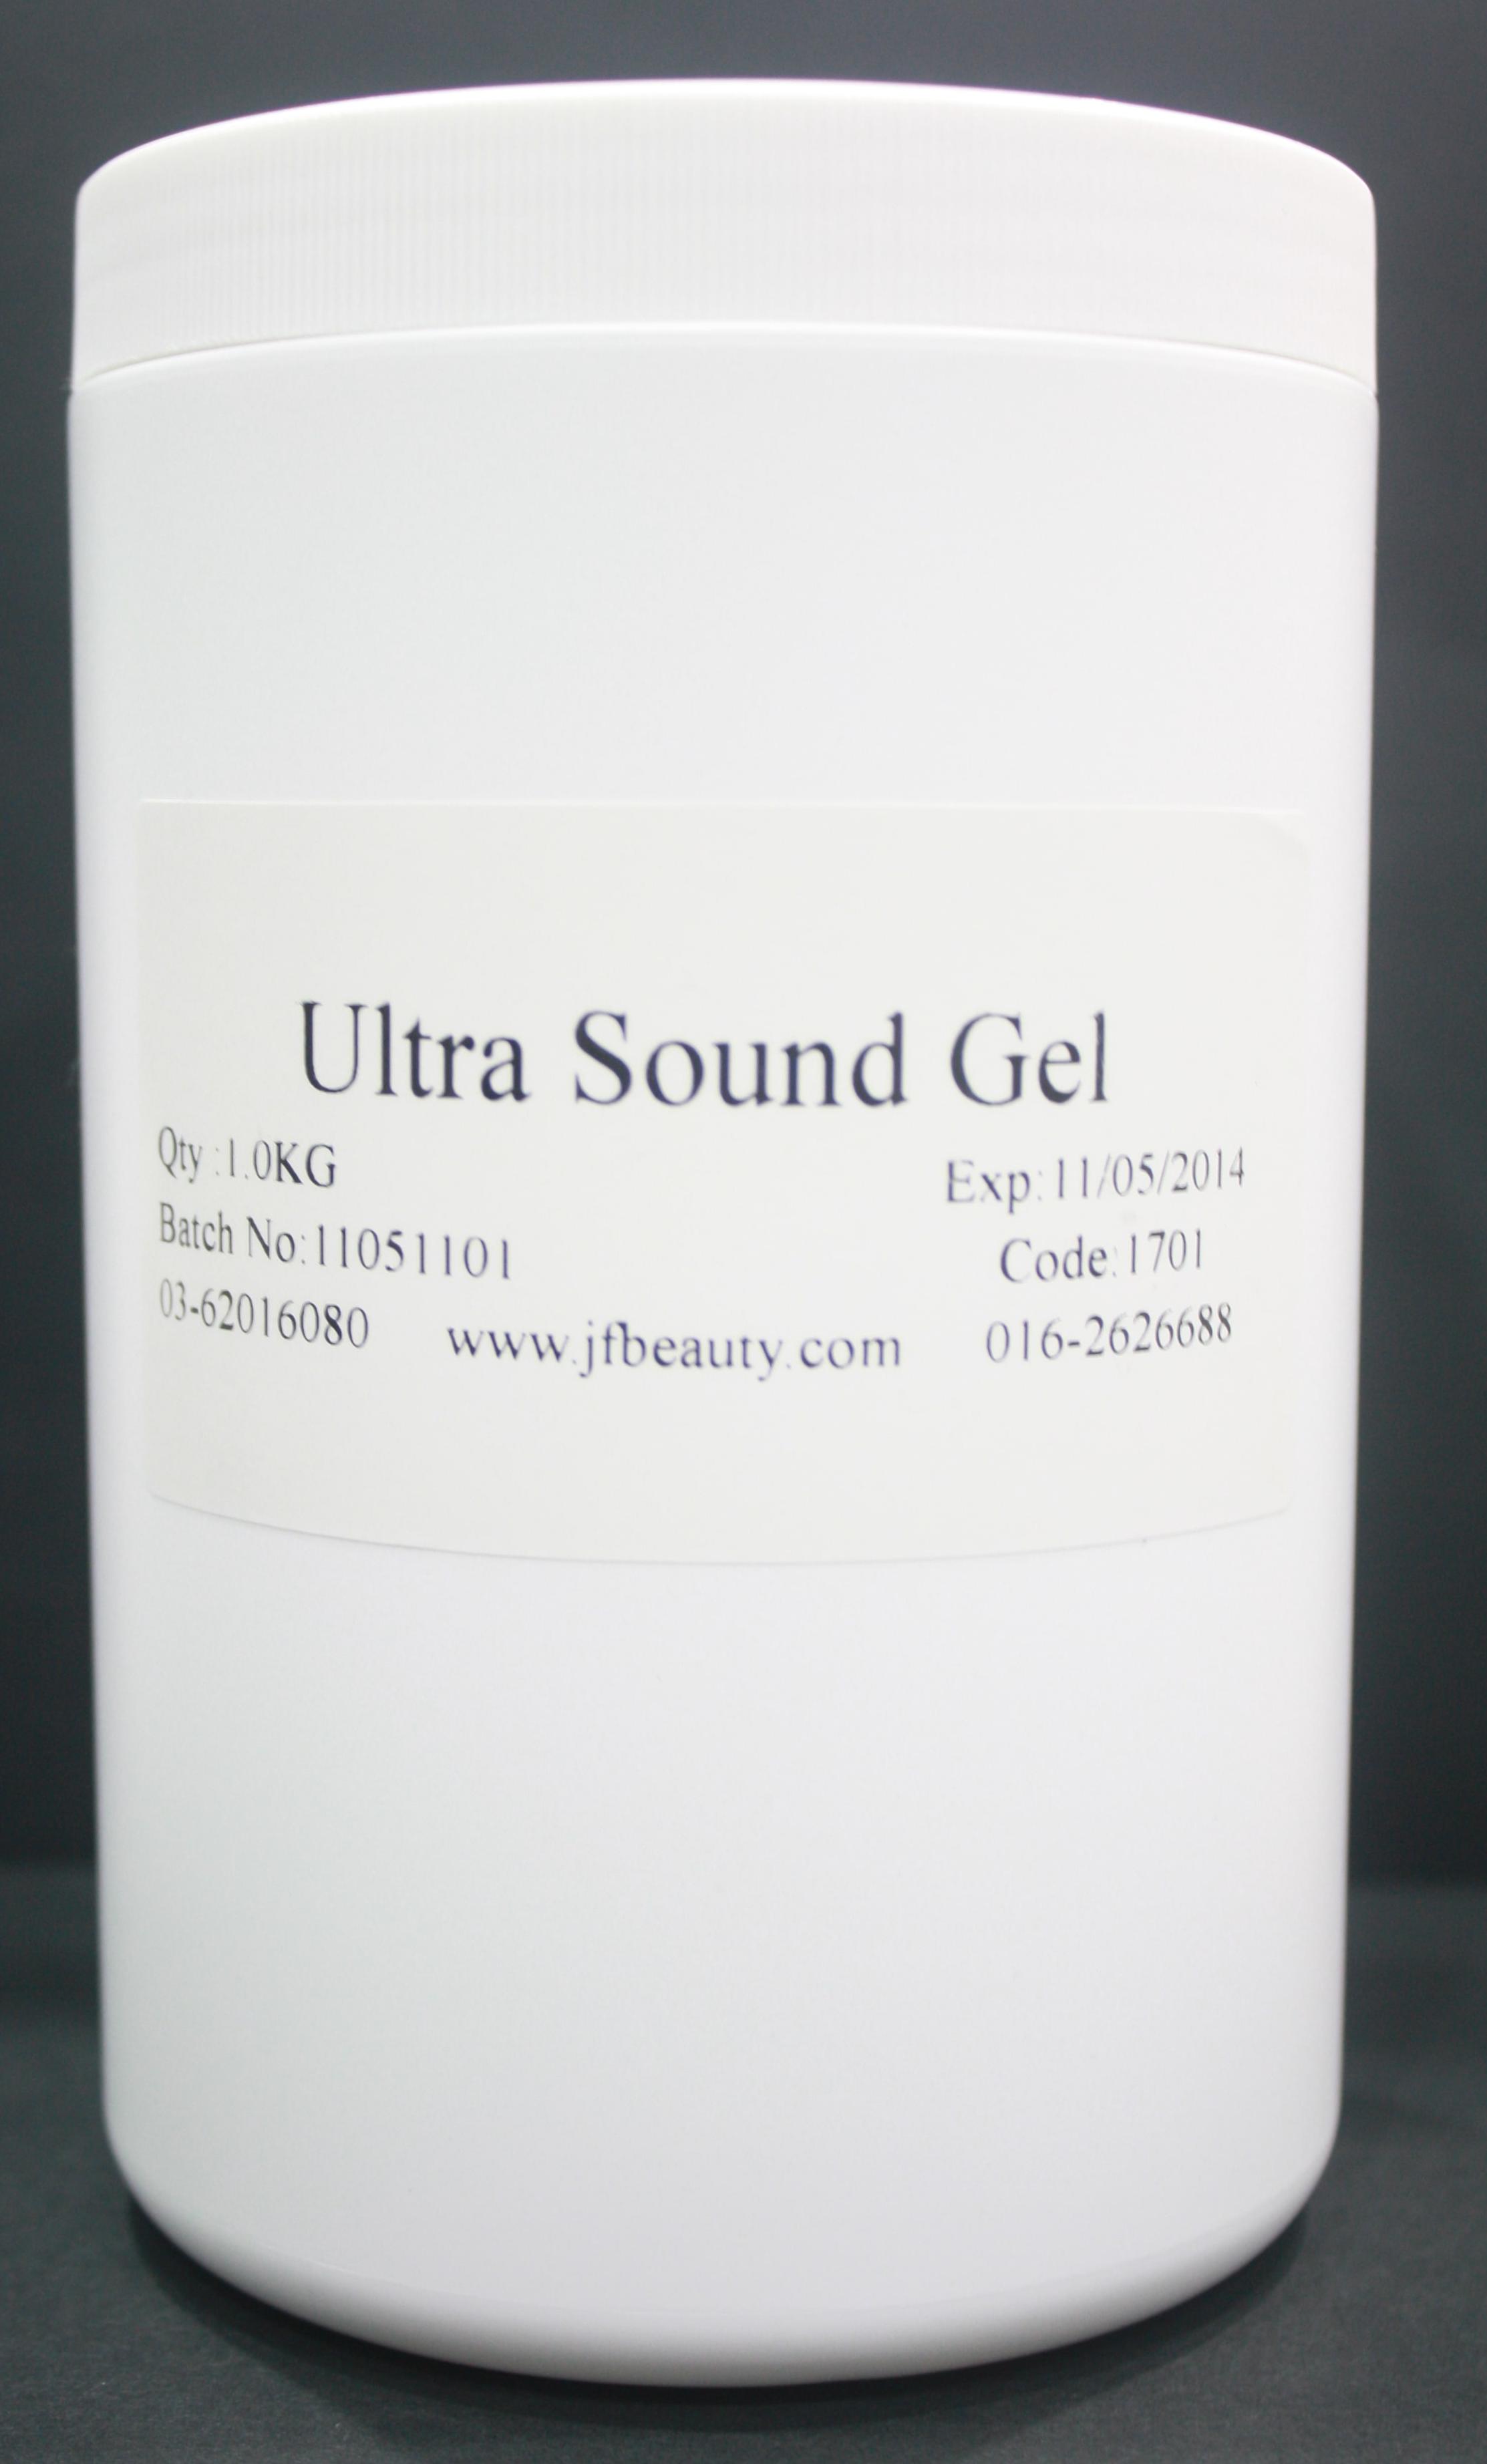 Ultra Sound Gel
Qty :1.0KG Exp:11/05/2014
Batch No:11051101 Code:1701
03-62016080 www.jfbeauty.com 016-2626688